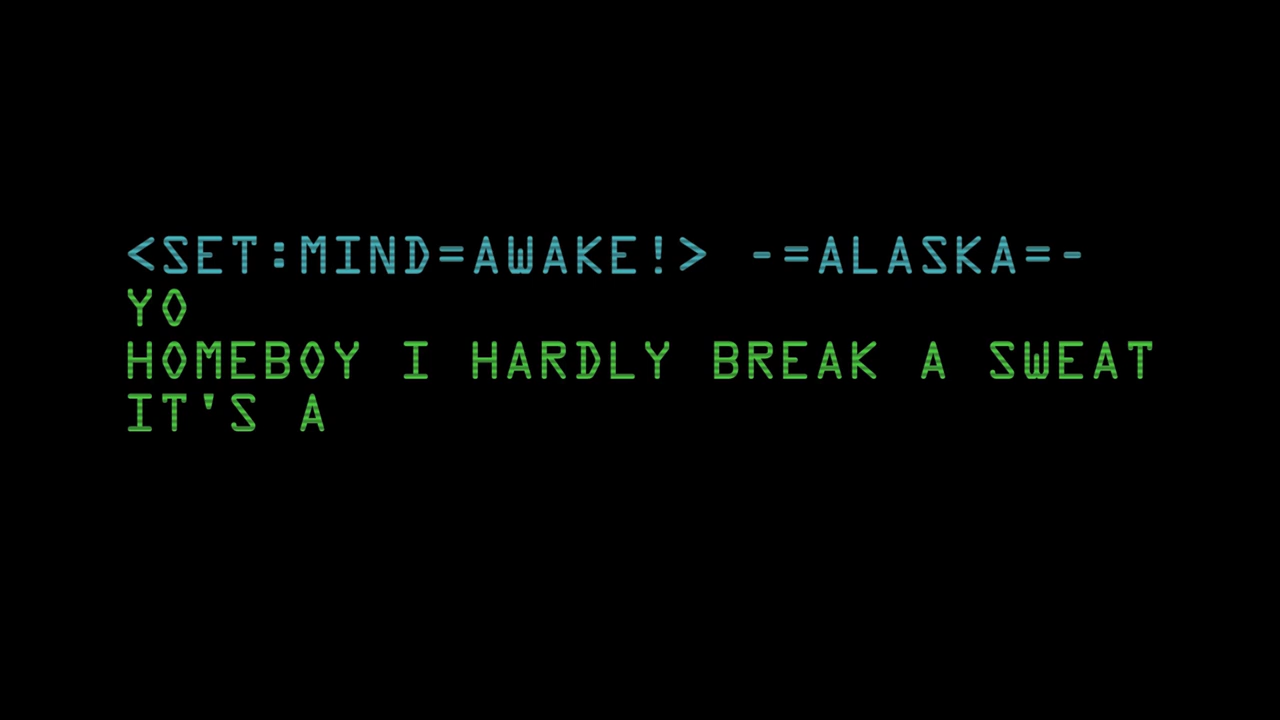 <SET:MIND=AWAKE!> -=ALASKA=-
YO
HOMEBOY I HARDLY BREAK A SWEAT
IT'S A